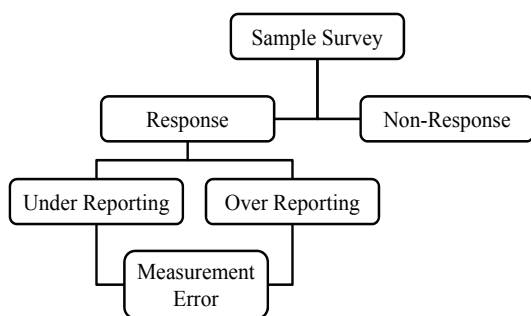 Sample Survey
Response
Non-Response
Under Reporting
Over Reporting
Measurement
Error